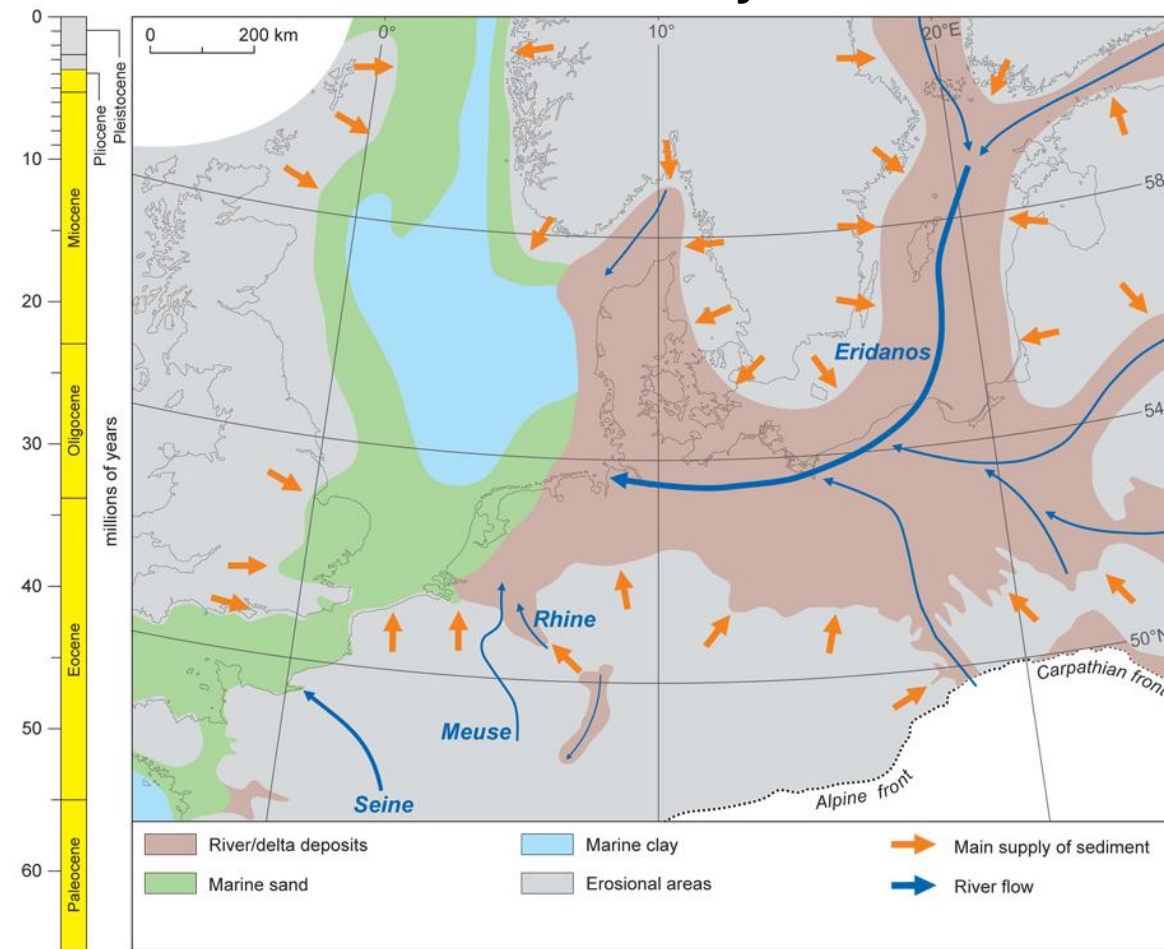 0
10
20
30
40
50
60
millions of years
Pleistocene
Pliocene
Miocene
Oligocene
Eocene
Paleocene
0
200 km
0°
10°
20°E
58
54
50°N
Eridanos
Rhine
Meuse
Seine
Carpathian front
Alpine front
River/delta deposits
Marine sand
Marine clay
Erosional areas
Main supply of sediment
River flow